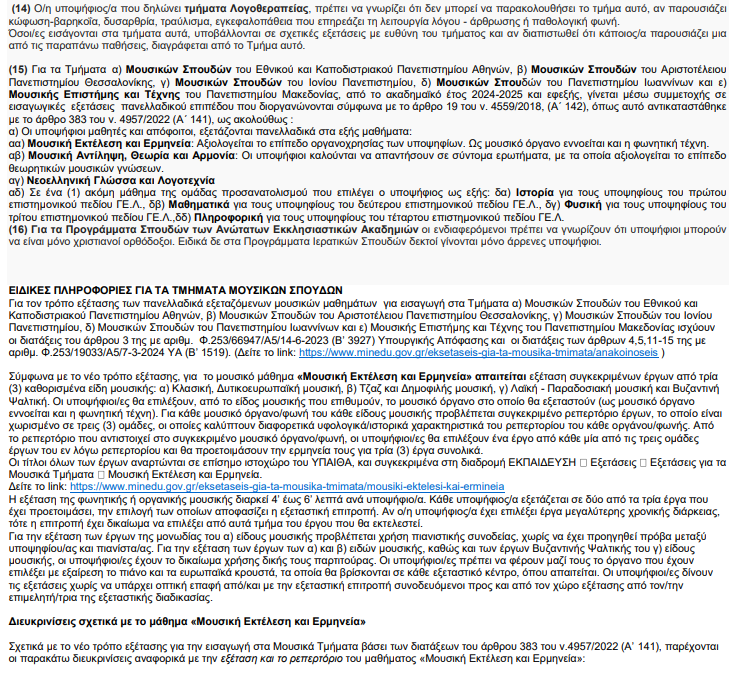 (14) Ο/η υποψήφιος/α που δηλώνει τμήματα Λογοθεραπείας, πρέπει να γνωρίζει ότι δεν μπορεί να παρακολουθήσει το τμήμα αυτό, αν παρουσιάζει
κώφωση-βαρηκοΐα, δυσαρθρία, τραύλισμα, εγκεφαλοπάθεια που επηρεάζει τη λειτουργία λόγου - άρθρωσης ή παθολογική φωνή.
Όσοι/ες εισάγονται στα τμήματα αυτά, υποβάλλονται σε σχετικές εξετάσεις με ευθύνη του τμήματος και αν διαπιστωθεί ότι κάποιος/α παρουσιάζει μια
από τις παραπάνω παθήσεις, διαγράφεται από το Τμήμα αυτό.
(15) Για τα Τμήματα α) Μουσικών Σπουδών του Εθνικού και Καποδιστριακού Πανεπιστημίου Αθηνών, β) Μουσικών Σπουδών του Αριστοτέλειου
Πανεπιστημίου Θεσσαλονίκης, γ) Μουσικών Σπουδών του Ιονίου Πανεπιστημίου, δ) Μουσικών Σπουδών του Πανεπιστημίου Ιωαννίνων και ε)
Μουσικής Επιστήμης και Τέχνης του Πανεπιστημίου Μακεδονίας, από το ακαδημαϊκό έτος 2024-2025 και εφεξής, γίνεται μέσω συμμετοχής σε
εισαγωγικές εξετάσεις πανελλαδικού επιπέδου που διοργανώνονται σύμφωνα με το άρθρο 19 του ν. 4559/2018, (Α΄ 142), όπως αυτό αντικαταστάθηκε
με το άρθρο 383 του ν. 4957/2022 (Α΄ 141), ως ακολούθως :
α) Οι υποψήφιοι μαθητές και απόφοιτοι, εξετάζονται πανελλαδικά στα εξής μαθήματα:
αα) Μουσική Εκτέλεση και Ερμηνεία: Αξιολογείται το επίπεδο οργανοχρησίας των υποψηφίων. Ως μουσικό όργανο εννοείται και η φωνητική τέχνη.
αβ) Μουσική Αντίληψη, Θεωρία και Αρμονία: Οι υποψήφιοι καλούνται να απαντήσουν σε σύντομα ερωτήματα, με τα οποία αξιολογείται το επίπεδο
θεωρητικών μουσικών γνώσεων.
αγ) Νεοελληνική Γλώσσα και Λογοτεχνία
αδ) Σε ένα (1) ακόμη μάθημα της ομάδας προσανατολισμού που επιλέγει ο υποψήφιος ως εξής: δα) Ιστορία για τους υποψηφίους του πρώτου
επιστημονικού πεδίου ΓΕ.Λ., δβ) Μαθηματικά για τους υποψηφίους του δεύτερου επιστημονικού πεδίου ΓΕ.Λ., δγ) Φυσική για τους υποψηφίους του
τρίτου επιστημονικού πεδίου ΓΕ.Λ.,δδ) Πληροφορική για τους υποψηφίους του τέταρτου επιστημονικού πεδίου ΓΕ.Λ.
(16) Για τα Προγράμματα Σπουδών των Ανώτατων Εκκλησιαστικών Ακαδημιών οι ενδιαφερόμενοι πρέπει να γνωρίζουν ότι υποψήφιοι μπορούν
να είναι μόνο χριστιανοί ορθόδοξοι. Ειδικά δε στα Προγράμματα Ιερατικών Σπουδών δεκτοί γίνονται μόνο άρρενες υποψήφιοι.
ΕΙΔΙΚΕΣ ΠΛΗΡΟΦΟΡΙΕΣ ΓΙΑ ΤΑ ΤΜΗΜΑΤΑ ΜΟΥΣΙΚΩΝ ΣΠΟΥΔΩΝ
Για τον τρόπο εξέτασης των πανελλαδικά εξεταζόμενων μουσικών μαθημάτων για εισαγωγή στα Τμήματα α) Μουσικών Σπουδών του Εθνικού και
Καποδιστριακού Πανεπιστημίου Αθηνών, β) Μουσικών Σπουδών του Αριστοτέλειου Πανεπιστημίου Θεσσαλονίκης, γ) Μουσικών Σπουδών του Ιονίου
Πανεπιστημίου, δ) Μουσικών Σπουδών του Πανεπιστημίου Ιωαννίνων και ε) Μουσικής Επιστήμης και Τέχνης του Πανεπιστημίου Μακεδονίας ισχύουν
οι διατάξεις του άρθρου 3 της με αριθμ. Φ.253/66947/Α5/14-6-2023 (Β’ 3927) Υπουργικής Απόφασης και οι διατάξεις των άρθρων 4,5,11-15 της με
αριθμ. Φ.253/19033/Α5/7-3-2024 ΥΑ (Β’ 1519). (Δείτε το link: https://www.minedu.gov.gr/eksetaseis-gia-ta-mousika-tmimata/anakoinoseis )
Σύμφωνα με το νέο τρόπο εξέτασης, για το μουσικό μάθημα «Μουσική Εκτέλεση και Ερμηνεία» απαιτείται εξέταση συγκεκριμένων έργων από τρία
(3) καθορισμένα είδη μουσικής: α) Κλασική, Δυτικοευρωπαϊκή μουσική, β) Τζαζ και Δημοφιλής μουσική, γ) Λαϊκή - Παραδοσιακή μουσική και Βυζαντινή
Ψαλτική. Οι υποψήφιοι/ες θα επιλέξουν, από το είδος μουσικής που επιθυμούν, το μουσικό όργανο στο οποίο θα εξεταστούν (ως μουσικό όργανο
εννοείται και η φωνητική τέχνη). Για κάθε μουσικό όργανο/φωνή του κάθε είδους μουσικής προβλέπεται συγκεκριμένο ρεπερτόριο έργων, το οποίο είναι
χωρισμένο σε τρεις (3) ομάδες, οι οποίες καλύπτουν διαφορετικά υφολογικά/ιστορικά χαρακτηριστικά του ρεπερτορίου του κάθε οργάνου/φωνής. Από
το ρεπερτόριο που αντιστοιχεί στο συγκεκριμένο μουσικό όργανο/φωνή, οι υποψήφιοι/ες θα επιλέξουν ένα έργο από κάθε μία από τις τρεις ομάδες
έργων του εν λόγω ρεπερτορίου και θα προετοιμάσουν την ερμηνεία τους για τρία (3) έργα συνολικά.
Οι τίτλοι όλων των έργων αναρτώνται σε επίσημο ιστοχώρο του ΥΠΑΙΘΑ, και συγκεκριμένα στη διαδρομή ΕΚΠΑΙΔΕΥΣΗ □ Εξετάσεις □ Εξετάσεις για τα
Μουσικά Τμήματα □ Μουσική Εκτέλεση και Ερμηνεία.
Δείτε το link: https://www.minedu.gov.gr/eksetaseis-gia-ta-mousika-tmimata/mousiki-ektelesi-kai-ermineia
Η εξέταση της φωνητικής ή οργανικής μουσικής διαρκεί 4’ έως 6’ λεπτά ανά υποψήφιο/α. Κάθε υποψήφιος/α εξετάζεται σε δύο από τα τρία έργα που
έχει προετοιμάσει, την επιλογή των οποίων αποφασίζει η εξεταστική επιτροπή. Αν ο/η υποψήφιος/α έχει επιλέξει έργα μεγαλύτερης χρονικής διάρκειας,
τότε η επιτροπή έχει δικαίωμα να επιλέξει από αυτά τμήμα του έργου που θα εκτελεστεί.
Για την εξέταση των έργων της μονωδίας του α) είδους μουσικής προβλέπεται χρήση πιανιστικής συνοδείας, χωρίς να έχει προηγηθεί πρόβα μεταξύ
υποψηφίου/ας και πιανίστα/ας. Για την εξέταση των έργων των α) και β) ειδών μουσικής, καθώς και των έργων Βυζαντινής Ψαλτικής του γ) είδους
μουσικής, οι υποψήφιοι/ες έχουν το δικαίωμα χρήσης δικής τους παρτιτούρας. Οι υποψήφιοι/ες πρέπει να φέρουν μαζί τους το όργανο που έχουν
επιλέξει με εξαίρεση το πιάνο και τα ευρωπαϊκά κρουστά, τα οποία θα βρίσκονται σε κάθε εξεταστικό κέντρο, όπου απαιτείται. Οι υποψήφιοι/ες δίνουν
τις εξετάσεις χωρίς να υπάρχει οπτική επαφή από/και με την εξεταστική επιτροπή συνοδευόμενοι προς και από τον χώρο εξέτασης από τον/την
επιμελητή/τρια της εξεταστικής διαδικασίας.
Διευκρινίσεις σχετικά με το μάθημα «Μουσική Εκτέλεση και Ερμηνεία»
Σχετικά με το νέο τρόπο εξέτασης για την εισαγωγή στα Μουσικά Τμήματα βάσει των διατάξεων του άρθρου 383 του ν.4957/2022 (Α’ 141), παρέχονται
οι παρακάτω διευκρινίσεις αναφορικά με την εξέταση και το ρεπερτόριο του μαθήματος «Μουσική Εκτέλεση και Ερμηνεία»: